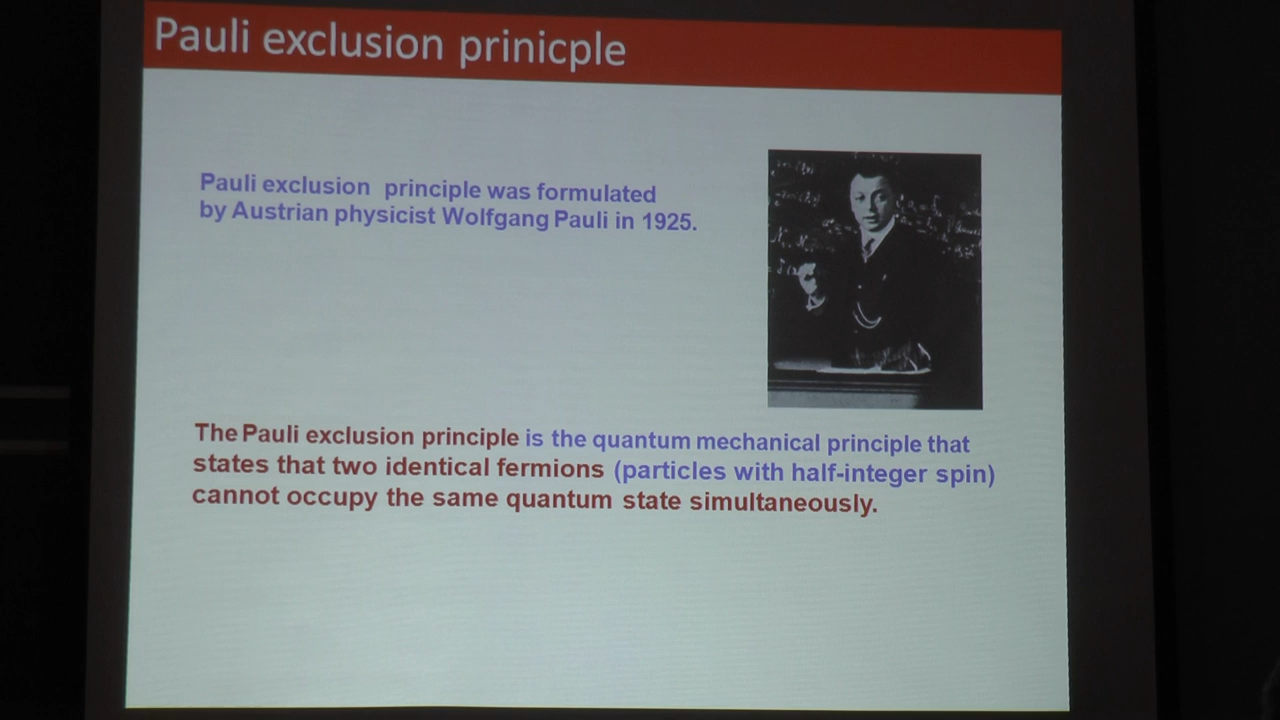 Pauli exclusion prinicple
Pauli exclusion principle was formulated
by Austrian physicist Wolfgang Pauli in 1925.
The Pauli exclusion principle is the quantum mechanical principle that
states that two identical fermions (particles with half-integer spin)
cannot occupy the same quantum state simultaneously.